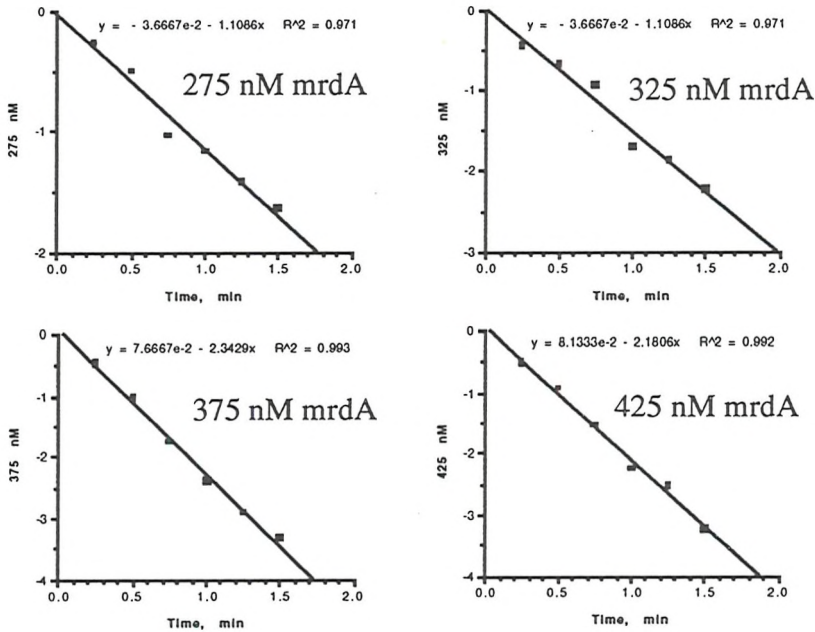 y = - 3.6667e-2 - 1.1086x R^2 = 0.971
275 nM mrdA
0
-1
-2
275 nM
0.0 0.5 1.0 1.5 2.0
Time, min
y = - 3.6667e-2 - 1.1086x R^2 = 0.971
325 nM mrdA
0
-1
-2
-3
325 nM
0.0 0.5 1.0 1.5 2.0
Time, min
y = 7.6667e-2 - 2.3429x R^2 = 0.993
375 nM mrdA
0
-1
-2
-3
-4
375 nM
0.0 0.5 1.0 1.5 2.0
Time, min
y = 8.1333e-2 - 2.1806x R^2 = 0.992
425 nM mrdA
0
-1
-2
-3
-4
425 nM
0.0 0.5 1.0 1.5 2.0
Time, min